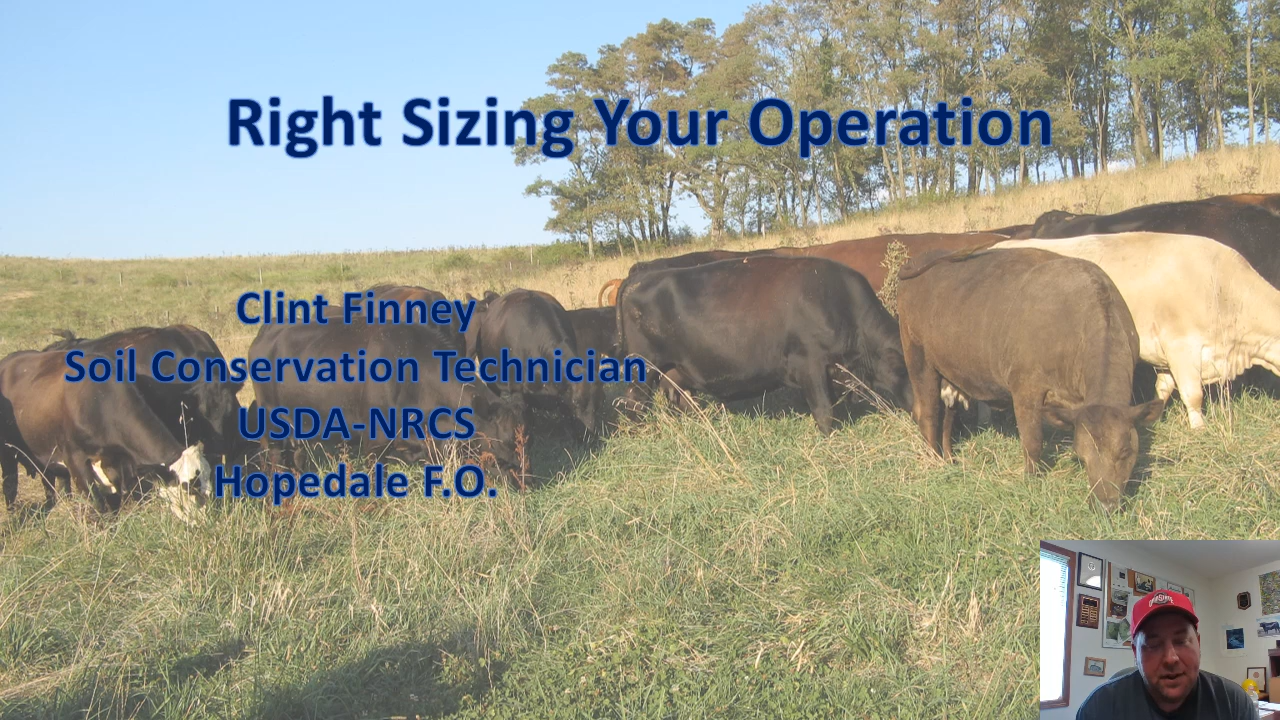 Right Sizing Your Operation
Clint Finney
Soil Conservation Technician
USDA-NRCS
Hopedale F.O.